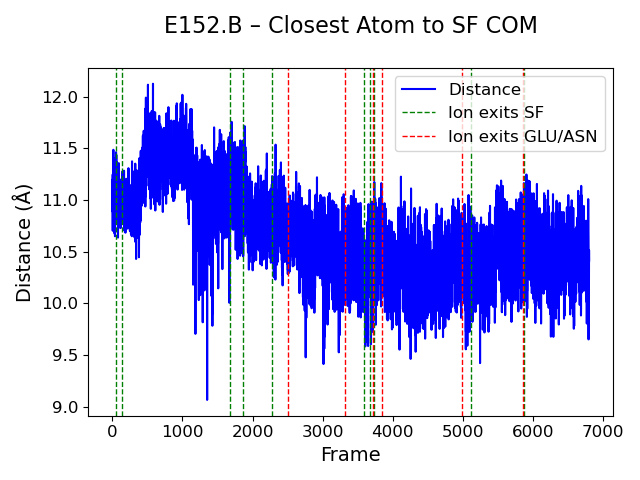 E152.B – Closest Atom to SF COM
Distance
Ion exits SF
Ion exits GLU/ASN
12.0
11.5
11.0
10.5
10.0
9.5
9.0
Distance (Å)
0 1000 2000 3000 4000 5000 6000 7000
Frame